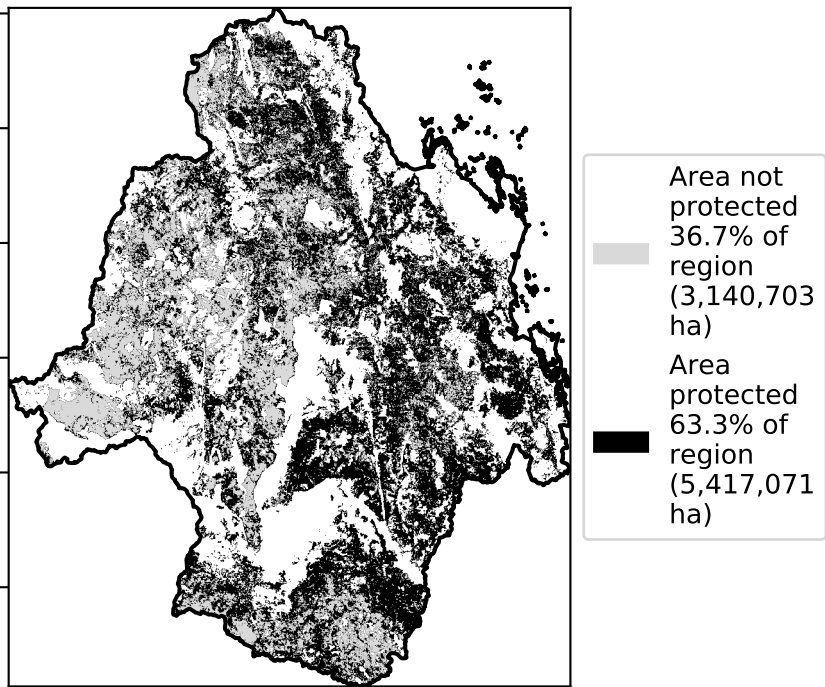 Area not
protected
36.7% of
region
(3,140,703
ha)
Area
protected
63.3% of
region
(5,417,071
ha)